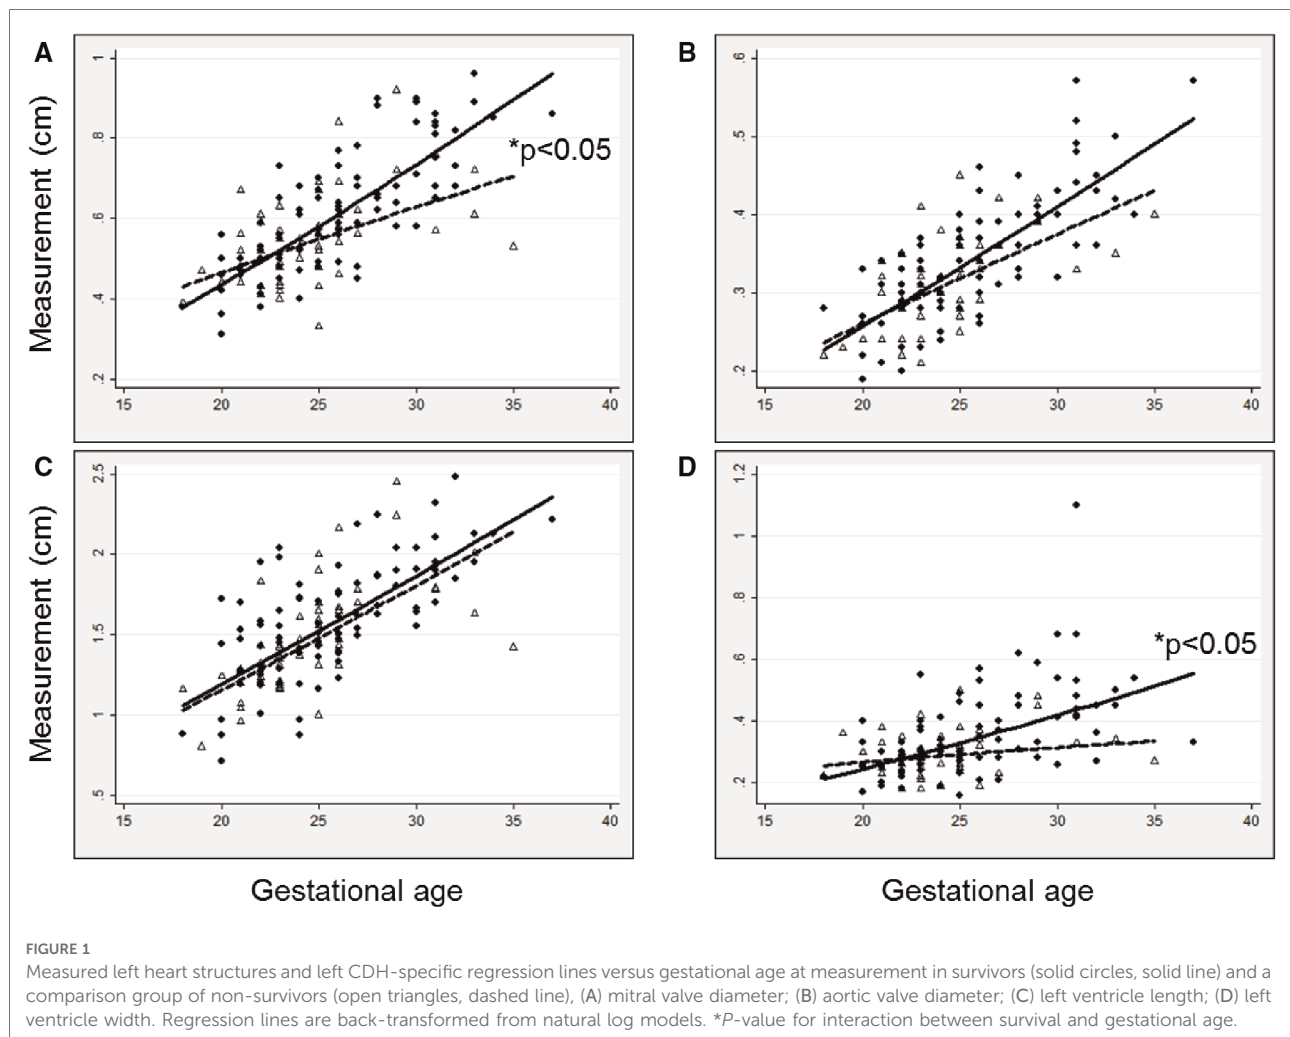 A
B
Measurement (cm)
1
.8
.6
.4
.2
*p<0.05
15 20 25 30 35 40
.6
.5
.4
.3
.2
15 20 25 30 35 40
C
D
Measurement (cm)
2.5
2
1.5
1
.5
15 20 25 30 35 40
1.2
1
.8
.6
.4
.2
*p<0.05
15 20 25 30 35 40
Gestational age
Gestational age
FIGURE 1
Measured left heart structures and left CDH-specific regression lines versus gestational age at measurement in survivors (solid circles, solid line) and a
comparison group of non-survivors (open triangles, dashed line), (A) mitral valve diameter; (B) aortic valve diameter; (C) left ventricle length; (D) left
ventricle width. Regression lines are back-transformed from natural log models. *P-value for interaction between survival and gestational age.